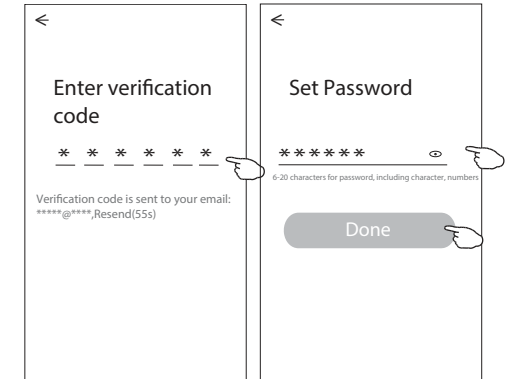 Enter verification
code
* * * * * *
Verification code is sent to your email:
*****@****,Resend(55s)
Set Password
******
6-20 characters for password, including character, numbers
Done